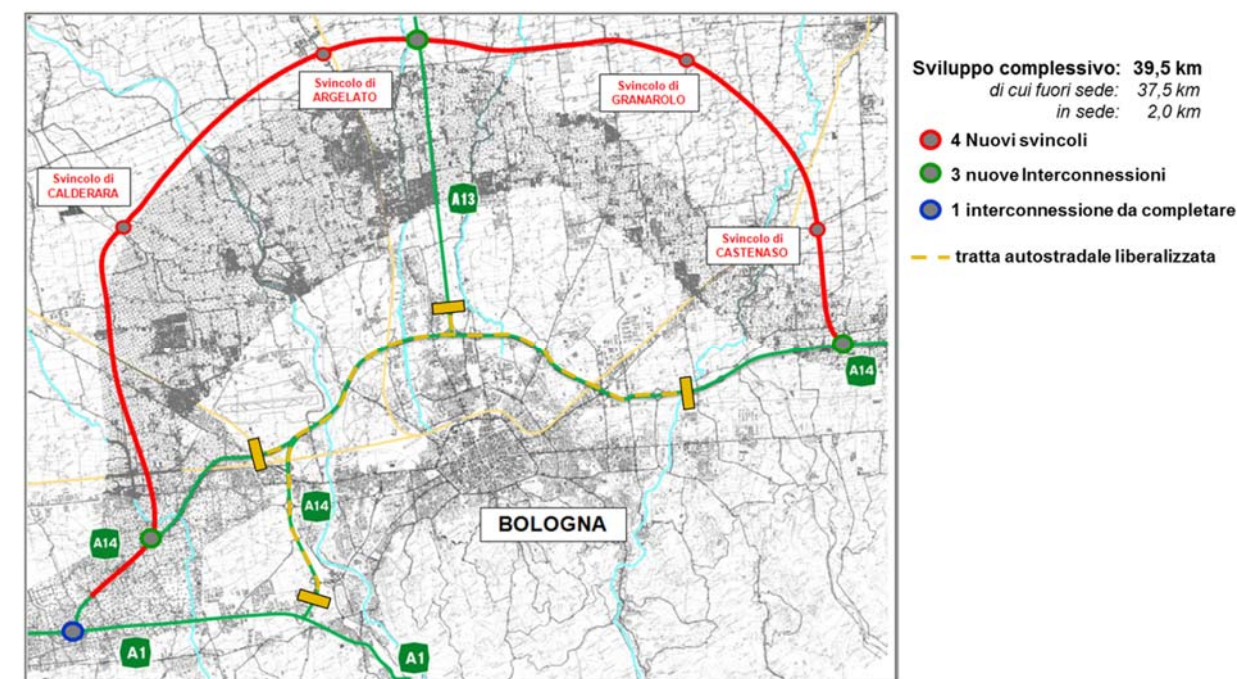 Svincolo di
ARGELATO
Svincolo di
GRANAROLO
Svincolo di
CALDERARA
A13
Svincolo di
CASTENASO
A14
A14
A14
BOLOGNA
A1
A1
Sviluppo complessivo: 39,5 km
di cui fuori sede: 37,5 km
in sede: 2,0 km
4 Nuovi svincoli
3 nuove Interconnessioni
1 interconnessione da completare
tratta autostradale liberalizzata